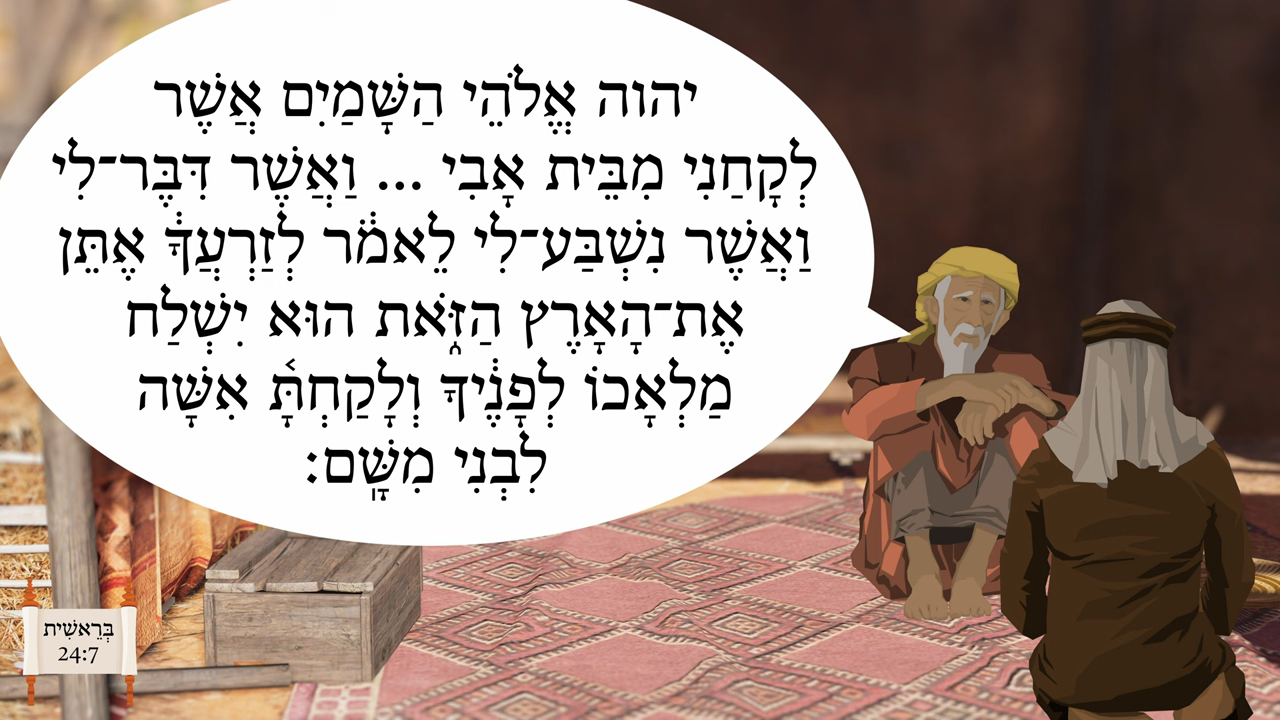 יהוה אֱלֹהֵי הַשָּׁמַיִם אֲשֶׁר
לְקָחַנִי מִבֵּית אָבִי ... וַאֲשֶׁר דִּבֶּר־לִי
וַאֲשֶׁר נִשְׁבַּע־לִי לֵאמֹ֔ר לְזַרְעֲךָ֔ אֶתֵּן
אֶת־הָאָרֶץ הַזֹּ֑את הוּא יִשְׁלַח
מַלְאָכוֹ לְפָנֶ֔יךָ וְלָקַחְתָּ֙ אִשָּׁה
לִבְנִי מִשָּֽׁם׃
בְּרֵאשִׁית
24:7